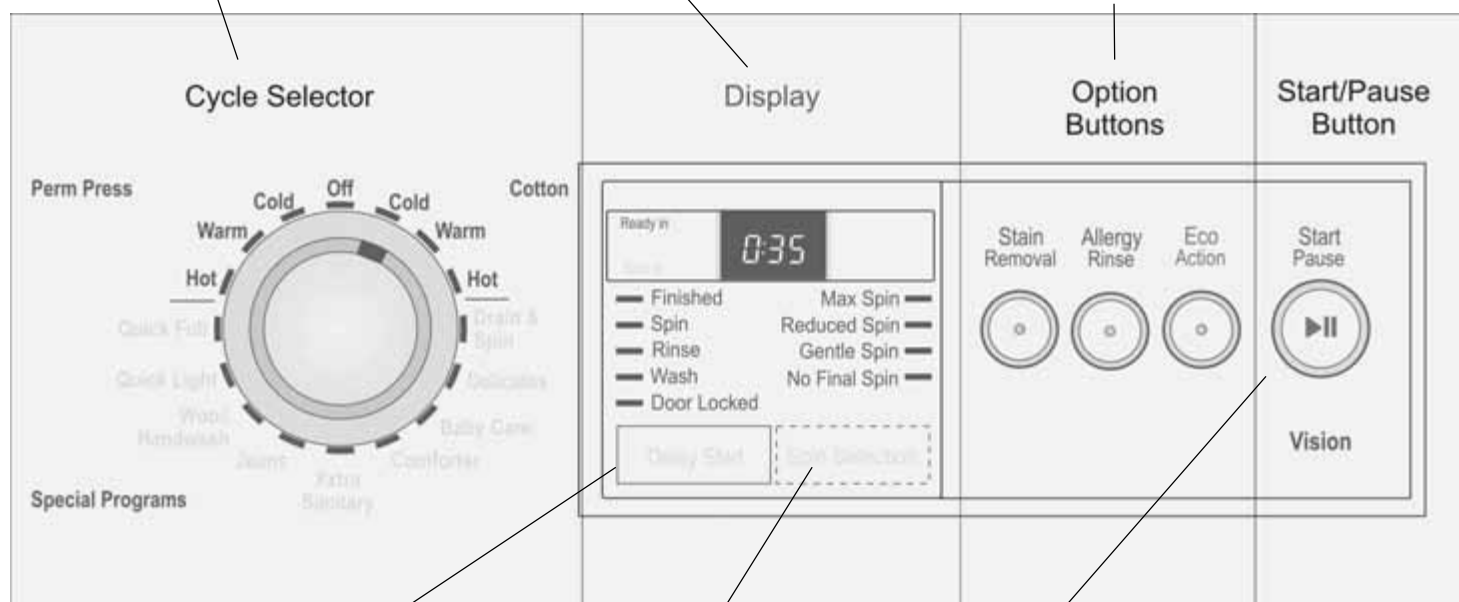 Cycle Selector
Display
Option
Buttons
Start/Pause
Button
Perm Press
Cotton
Off
Cold
Cold
Warm
Warm
Hot
Hot
Quick Full
Drain &
Spin
Quick Light
Delicates
Wool
Handwash
Baby Care
Jeans
Comforter
Extra
Sanitary
Special Programs
Ready in
0:35
Finished
Max Spin
Spin
Reduced Spin
Rinse
Gentle Spin
Wash
No Final Spin
Door Locked
Delay Start
Spin Selection
Stain
Removal
Allergy
Rinse
Eco
Action
Start
Pause
Vision